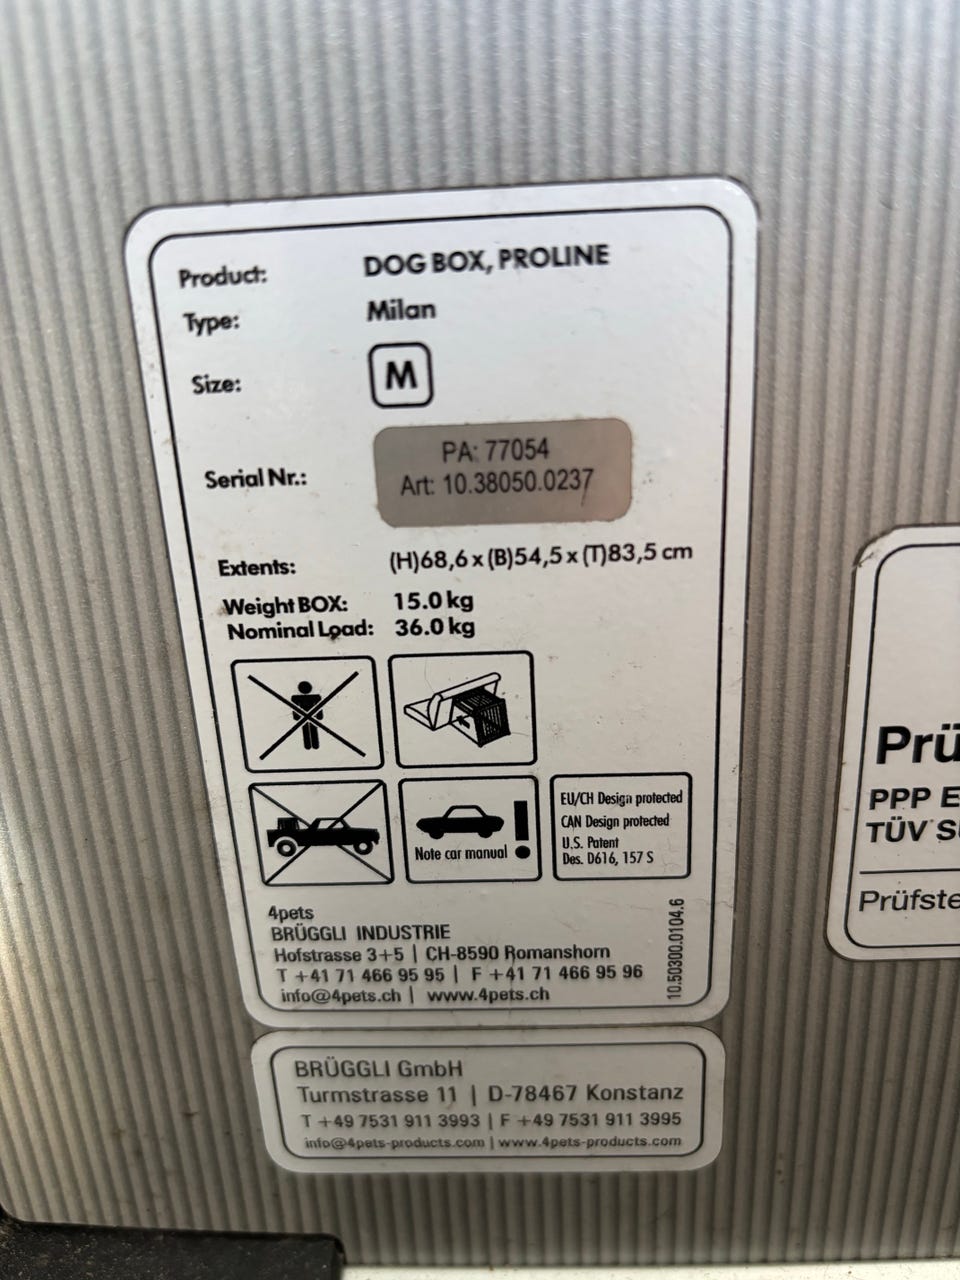 Product: DOG BOX, PROLINE
Type: Milan
Size: M
Serial Nr.: PA: 77054
Art: 10.38050.0237
Extents: (H)68,6 x (B)54,5 x (T)83,5 cm
Weight BOX: 15.0 kg
Nominal Load: 36.0 kg
Note car manual !
EU/CH Design protected
CAN Design protected
U.S. Patent
Des. D616, 157 S
4pets
BRÜGGLI INDUSTRIE
Hofstrasse 3+5 | CH-8590 Romanshorn
T +41 71 466 95 95 | F +41 71 466 95 96
info@4pets.ch | www.4pets.ch
10.50300.0104.6
BRÜGGLI GmbH
Turmstrasse 11 | D-78467 Konstanz
T +49 7531 911 3993 | F +49 7531 911 3995
info@4pets-products.com | www.4pets-products.com
Prü
PPP E
TÜV S
Prüfste